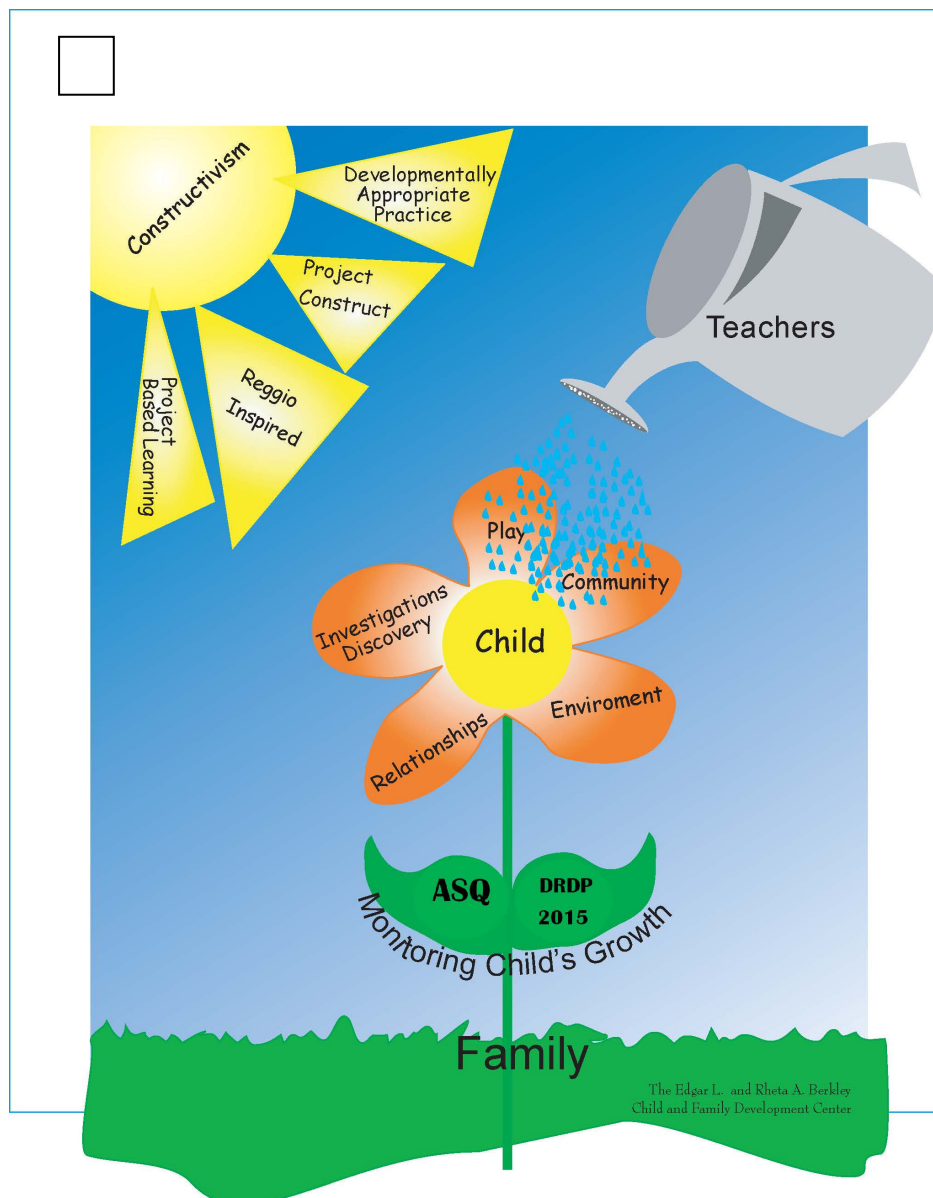 Constructivism
Developmentally
Appropriate
Practice
Project
Construct
Reggio
Inspired
Project
Based Learning
Teachers
Play
Community
Investigations
Discovery
Child
Enviroment
Relationships
ASQ
DRDP
2015
Monitoring Child's Growth
Family
The Edgar L. and Rheta A. Berkley
Child and Family Development Center